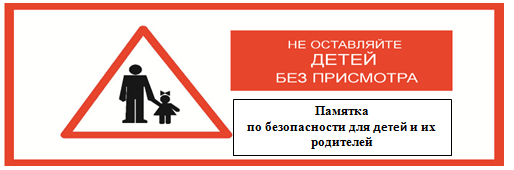 НЕ ОСТАВЛЯЙТЕ
ДЕТЕЙ
БЕЗ ПРИСМОТРА
Памятка
по безопасности для детей и их
родителей